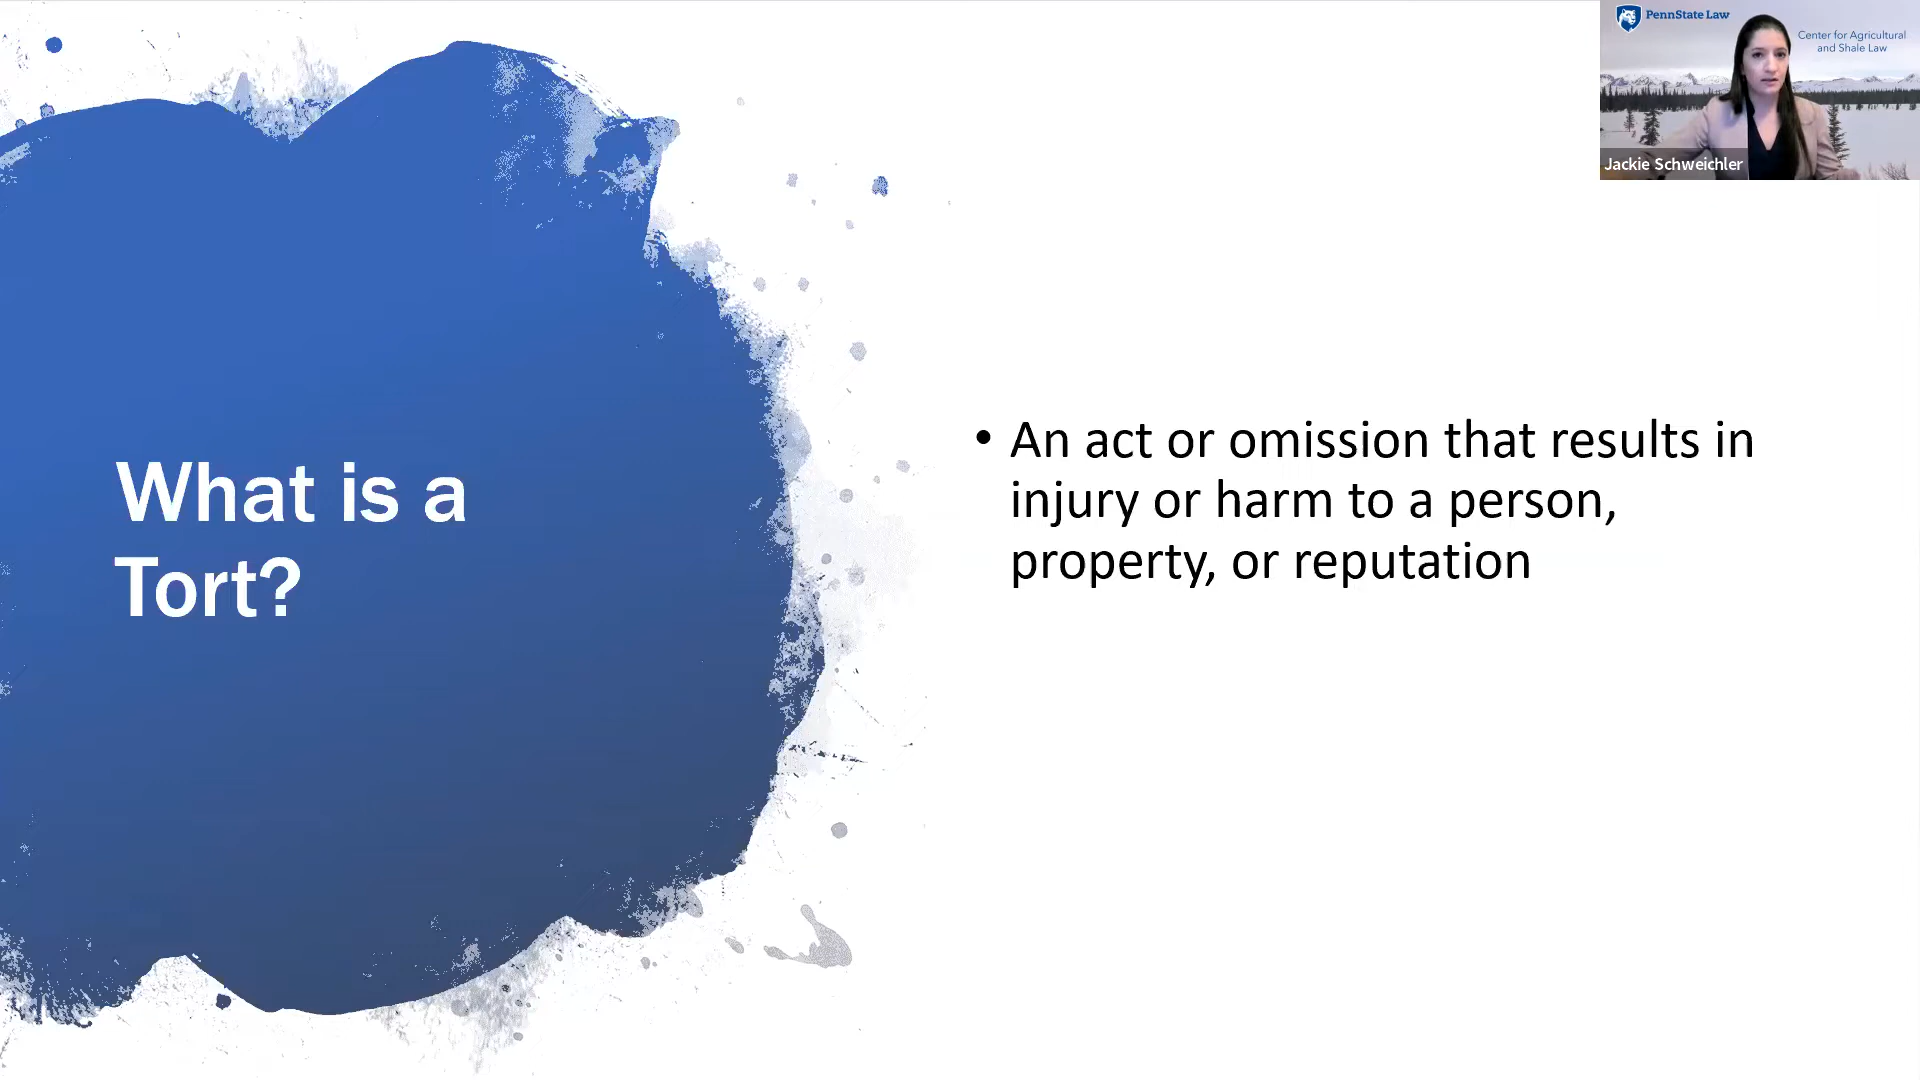 PennState Law
Center for Agricultural
and Shale Law
Jackie Schweichler
What is a
Tort?
• An act or omission that results in
injury or harm to a person,
property, or reputation